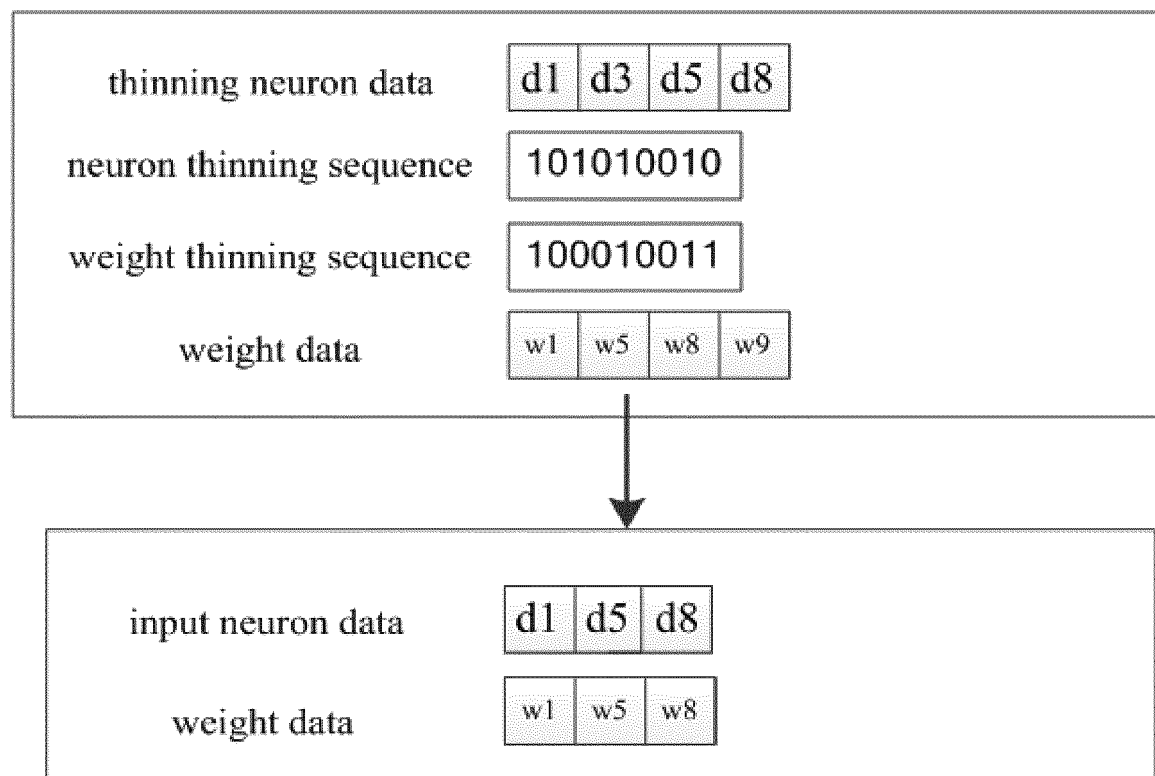 thinning neuron data d1 d3 d5 d8
neuron thinning sequence 101010010
weight thinning sequence 100010011
weight data w1 w5 w8 w9
input neuron data d1 d5 d8
weight data w1 w5 w8